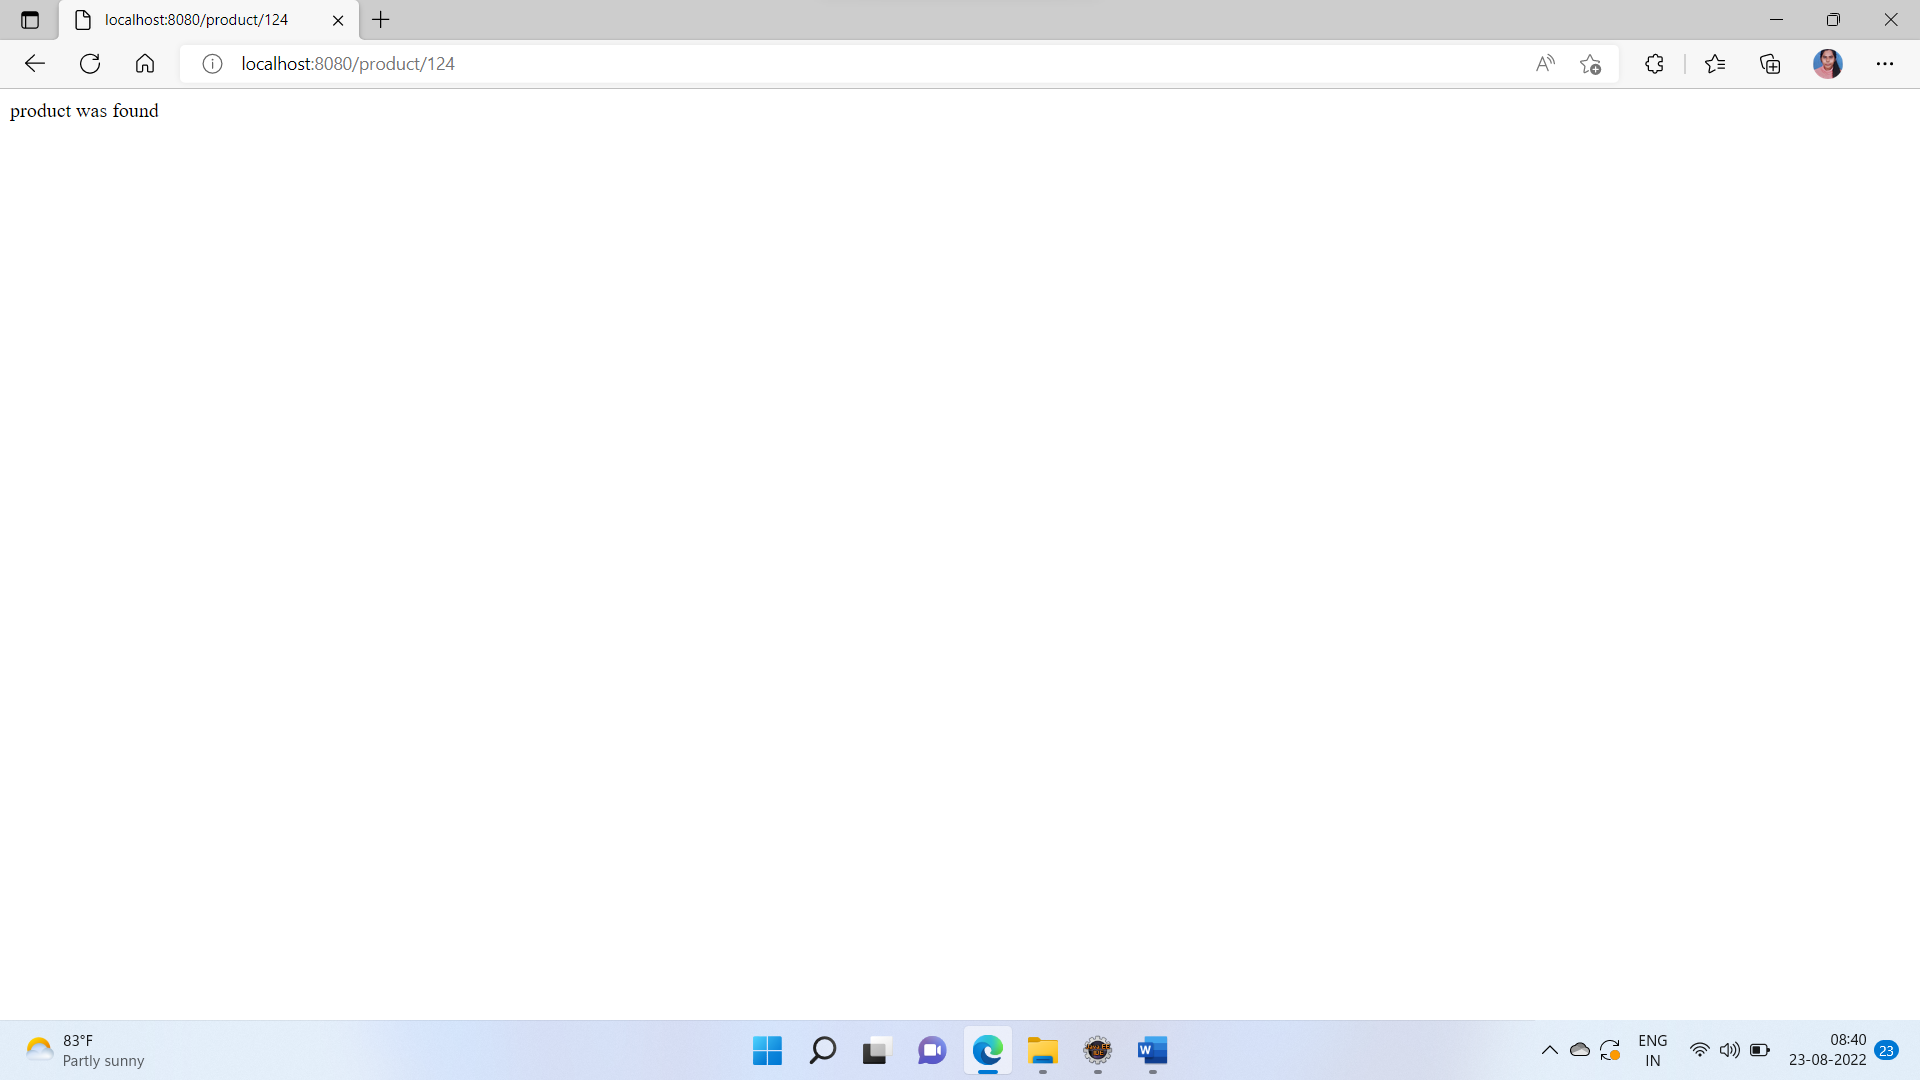 localhost:8080/product/124
localhost:8080/product/124
product was found
83°F
Partly sunny
ENG
IN
08:40
23-08-2022
23